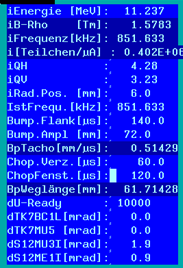 iEnergie [MeV]: 11.237
iB-Rho [Tm]: 1.5783
iFrequenz[kHz]: 851.633
i[Teilchen/µA] : 0.402E+06
iQH : 4.28
iQV : 3.23
iRad.Pos. [mm] : 6.0
IstFrequ.[kHz]: 851.633
Bump.Flank[µs]: 140.0
Bump.Ampl [mm]: 72.0
BpTacho[mm/µs]: 0.51429
Chop.Verz.[µs]: 60.0
ChopFenst.[µs]: 120.0
BpWeglänge[mm]: 61.71428
dU-Ready : 10000
dTK7BC1L[mrad]: 0.0
dTK7MU5 [mrad]: 0.0
dS12MU3I[mrad]: 1.9
dS12ME1I[mrad]: 0.9